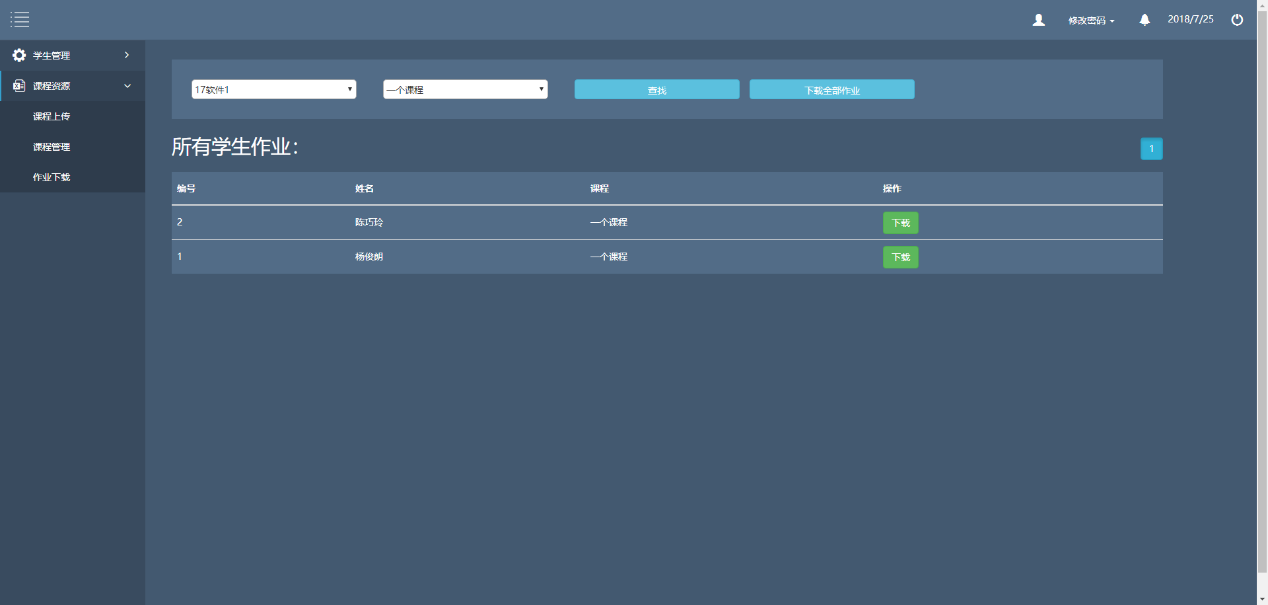 修改密码 2018/7/25
学生管理
课程资源
课程上传
课程管理
作业下载
17软件1 一个课程 查找 下载全部作业
所有学生作业： 1
编号 姓名 课程 操作
2 陈巧玲 一个课程 下载
1 杨俊朗 一个课程 下载